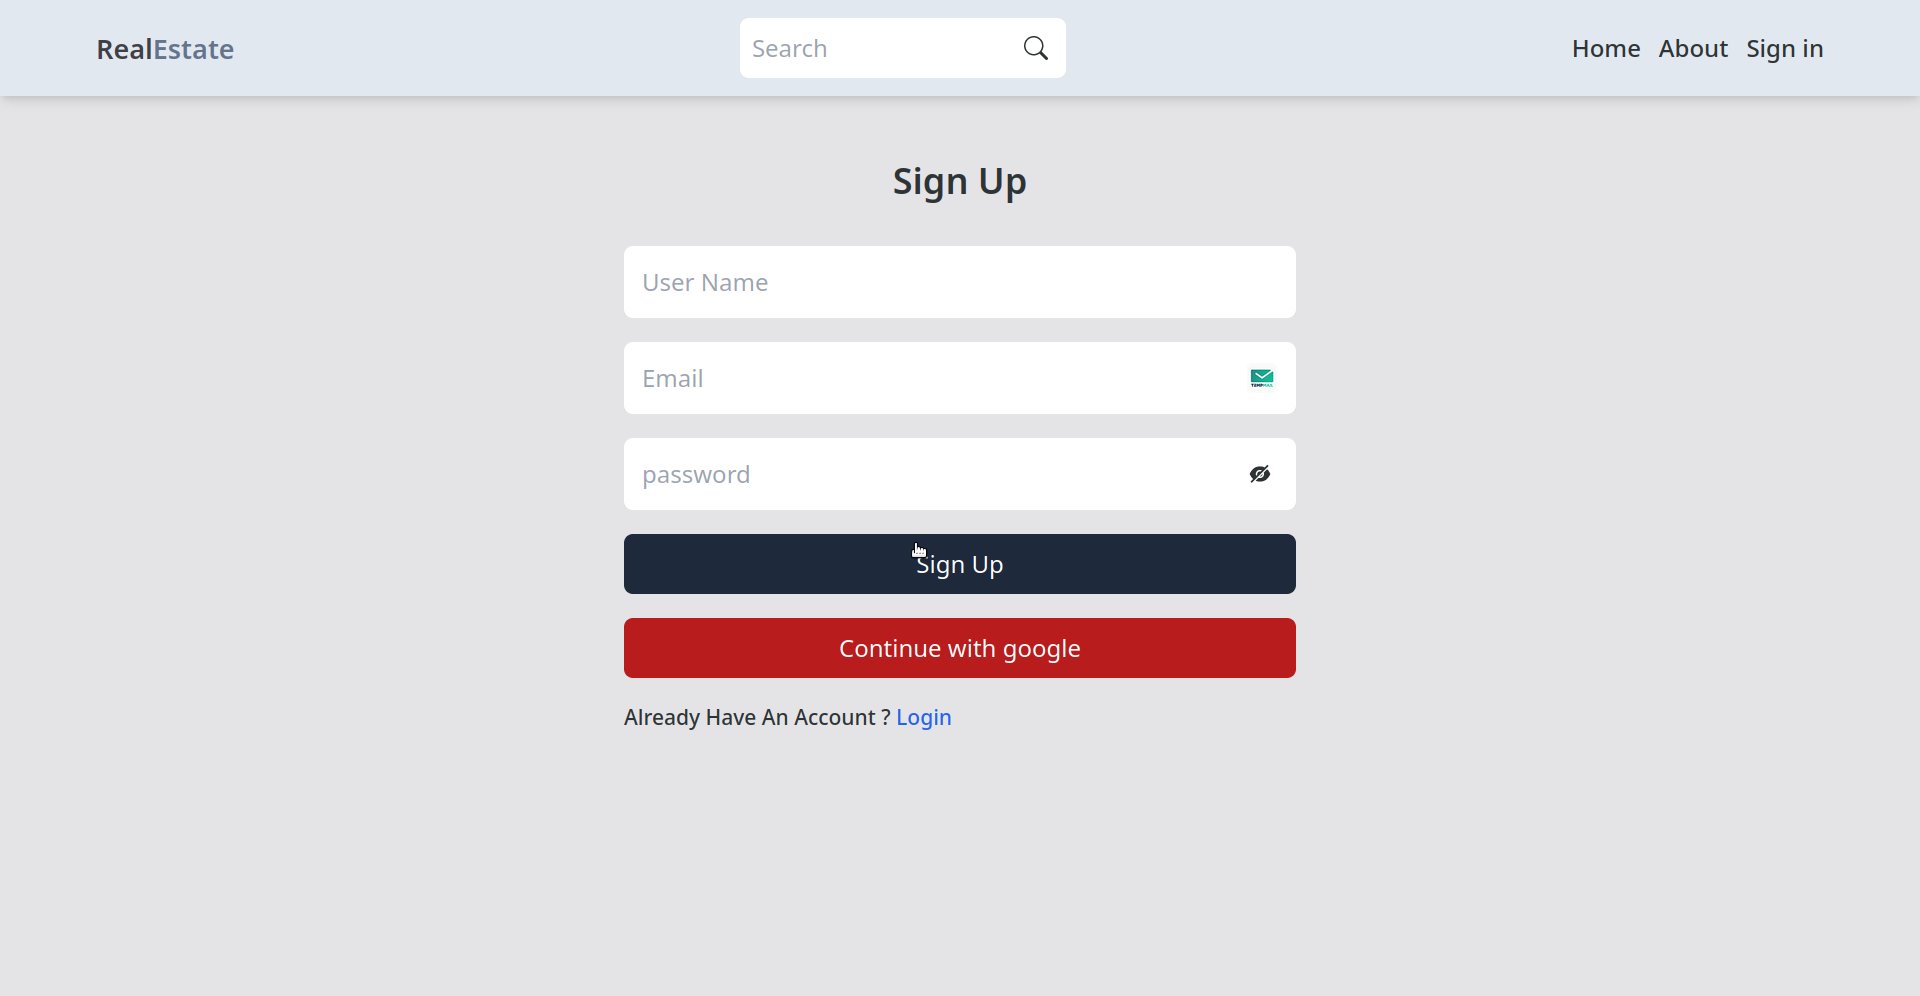 RealEstate
Search
Home About Sign in
Sign Up
User Name
Email
TEMPMAIL
password
Sign Up
Continue with google
Already Have An Account ? Login